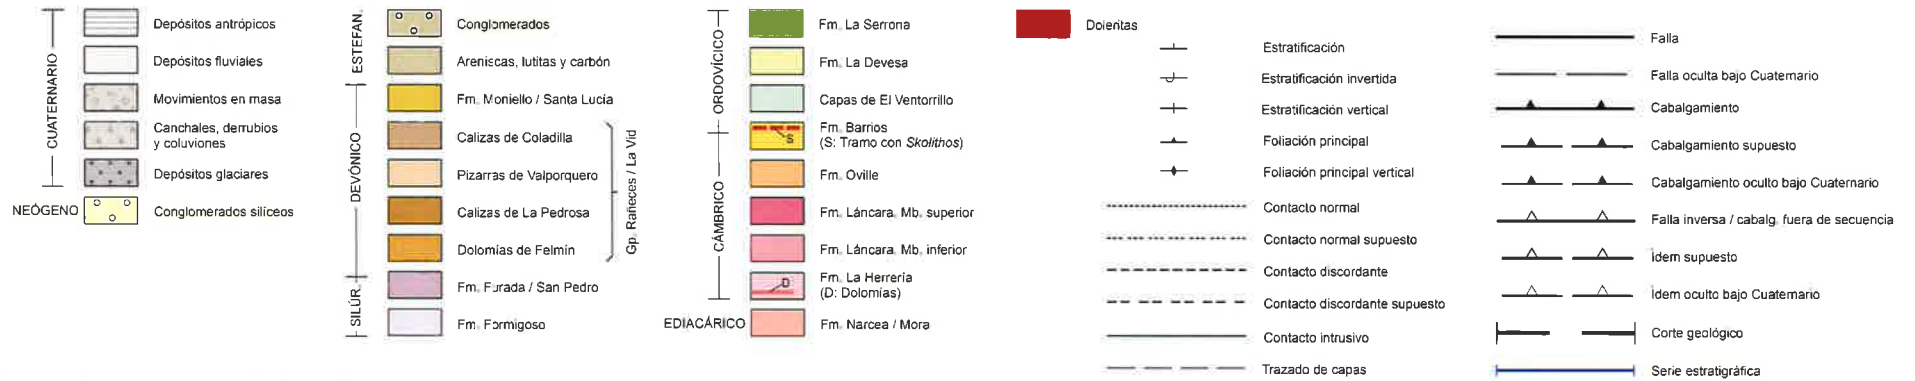 CUATERNARIO
Depósitos antrópicos
Depósitos fluviales
Movimientos en masa
Canchales, derrubios
y coluviones
Depósitos glaciares
NEÓGENO
Conglomerados silíceos
ESTEFAN.
Conglomerados
Areniscas, lutitas y carbón
DEVÓNICO
Fm. Moniello / Santa Lucía
Calizas de Coladilla
Pizarras de Valporquero
Calizas de La Pedrosa
Dolomías de Felmín
Gp. Rañeces / La Vid
SILÚR.
Fm. Furada / San Pedro
Fm. Formigoso
ORDOVÍCICO
Fm. La Serrona
Fm. La Devesa
Capas de El Ventorrillo
S
Fm. Barrios
(S: Tramo con Skolithos)
CÁMBRICO
Fm. Oville
Fm. Láncara. Mb. superior
Fm. Láncara. Mb. inferior
D
Fm. La Herrería
(D: Dolomías)
EDIACÁRICO
Fm. Narcea / Mora
Doleritas
Estratificación
Estratificación invertida
Estratificación vertical
Foliación principal
Foliación principal vertical
Contacto normal
Contacto normal supuesto
Contacto discordante
Contacto discordante supuesto
Contacto intrusivo
Trazado de capas
Falla
Falla oculta bajo Cuaternario
Cabalgamiento
Cabalgamiento supuesto
Cabalgamiento oculto bajo Cuaternario
Falla inversa / cabalg. fuera de secuencia
Ídem supuesto
Ídem oculto bajo Cuaternario
Corte geológico
Serie estratigráfica